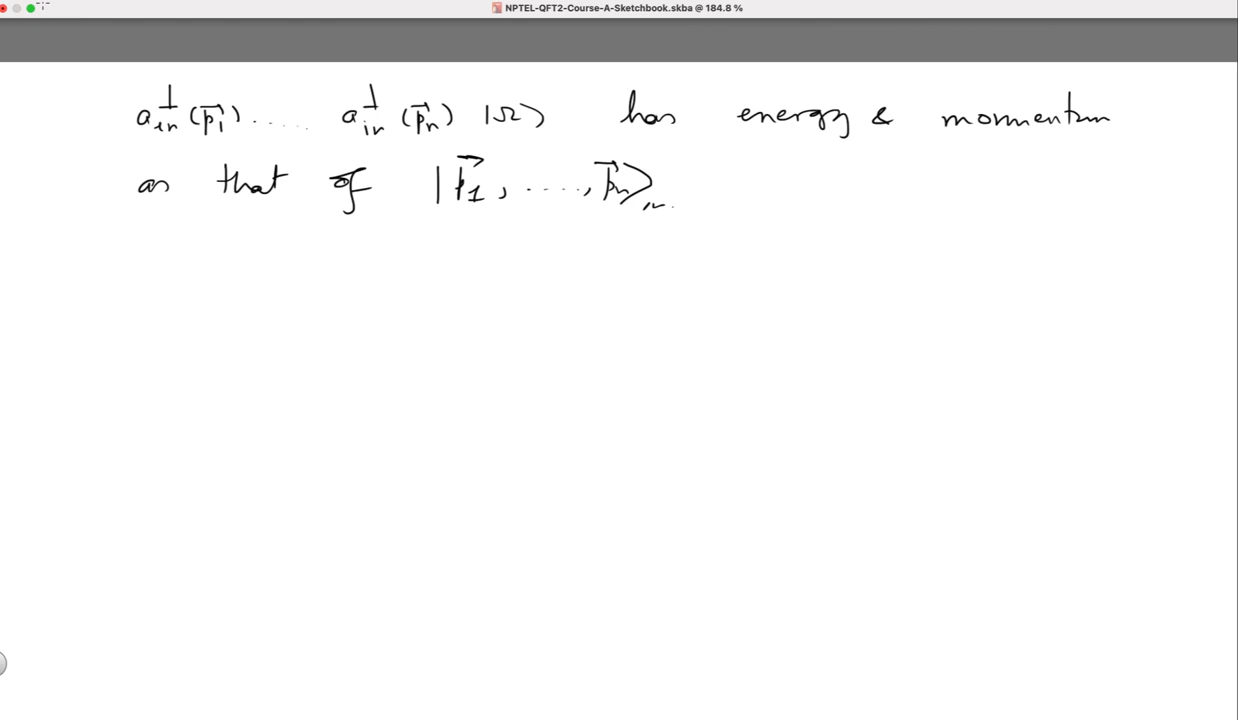 NPTEL-QFT2-Course-A-Sketchbook.skba @ 184.8 %
a†in (p⃗1) ..... a†in (p⃗n) |Ω⟩ has energy & momentum
as that of |p⃗1, ....., p⃗n⟩in.